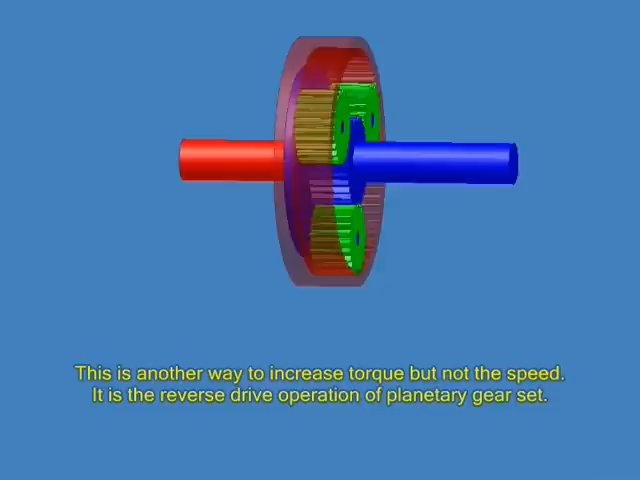 This is another way to increase torque but not the speed.
It is the reverse drive operation of planetary gear set.